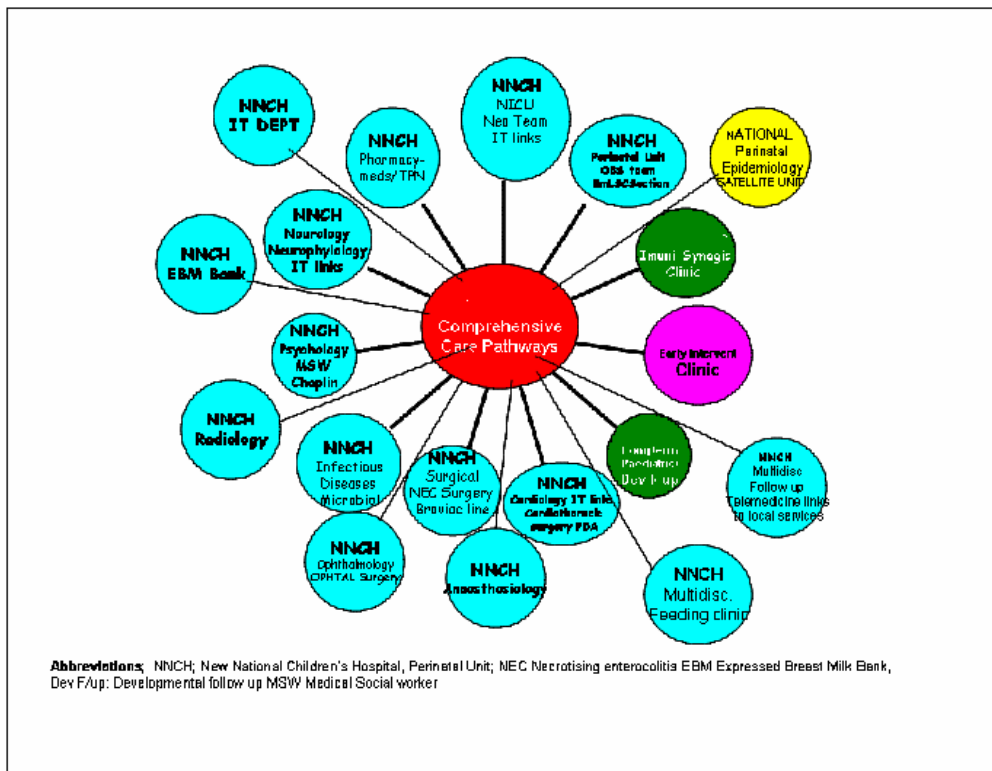 NNCH
IT DEPT
NNCH
Pharmacy-
meds/TPN
NNCH
NICU
Neo Team
IT links
NNCH
Perinatal Unit
OBS team
NATIONAL
Perinatal
Epidemiology
SATELLITE UNIT
NNCH
Neurology
Neurophylology
IT links
Imuni Synagis
Clinic
NNCH
EBM Bank
Comprehensive
Care Pathways
Early Intervent
Clinic
NNCH
Psychology
MSW
Chaplin
NNCH
Radiology
NNCH
Infectious
Diseases
Microbiol
NNCH
Surgical
NEC Surgery
Broviac line
NNCH
Cardiology IT links
Cardiothoracic
surgery PDA
Paediatric
Dev F up
NNCH
Multidisc
Follow up
Telemedicine links
to local services
NNCH
Ophthalmology
OPHTAL Surgery
NNCH
Anaesthesiology
NNCH
Multidisc.
Feeding clinic
Abbreviations; NNCH; New National Children's Hospital, Perinatal Unit; NEC Necrotising enterocolitis EBM Expressed Breast Milk Bank,
Dev F/up: Developmental follow up MSW Medical Social worker